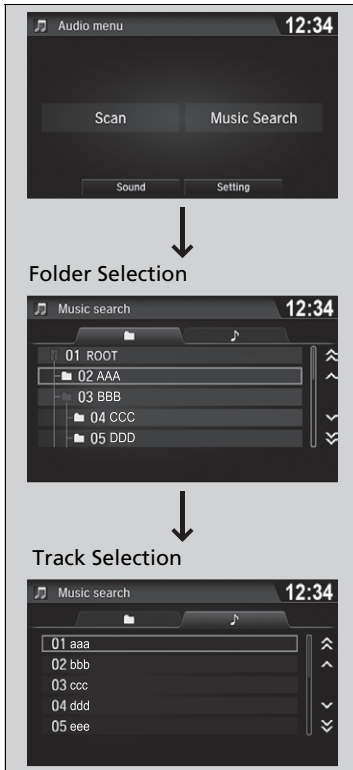 Audio menu 12:34
Scan Music Search
Sound Setting
Folder Selection
Music search 12:34
01 ROOT
02 AAA
03 BBB
04 CCC
05 DDD
Track Selection
Music search 12:34
01 aaa
02 bbb
03 ccc
04 ddd
05 eee